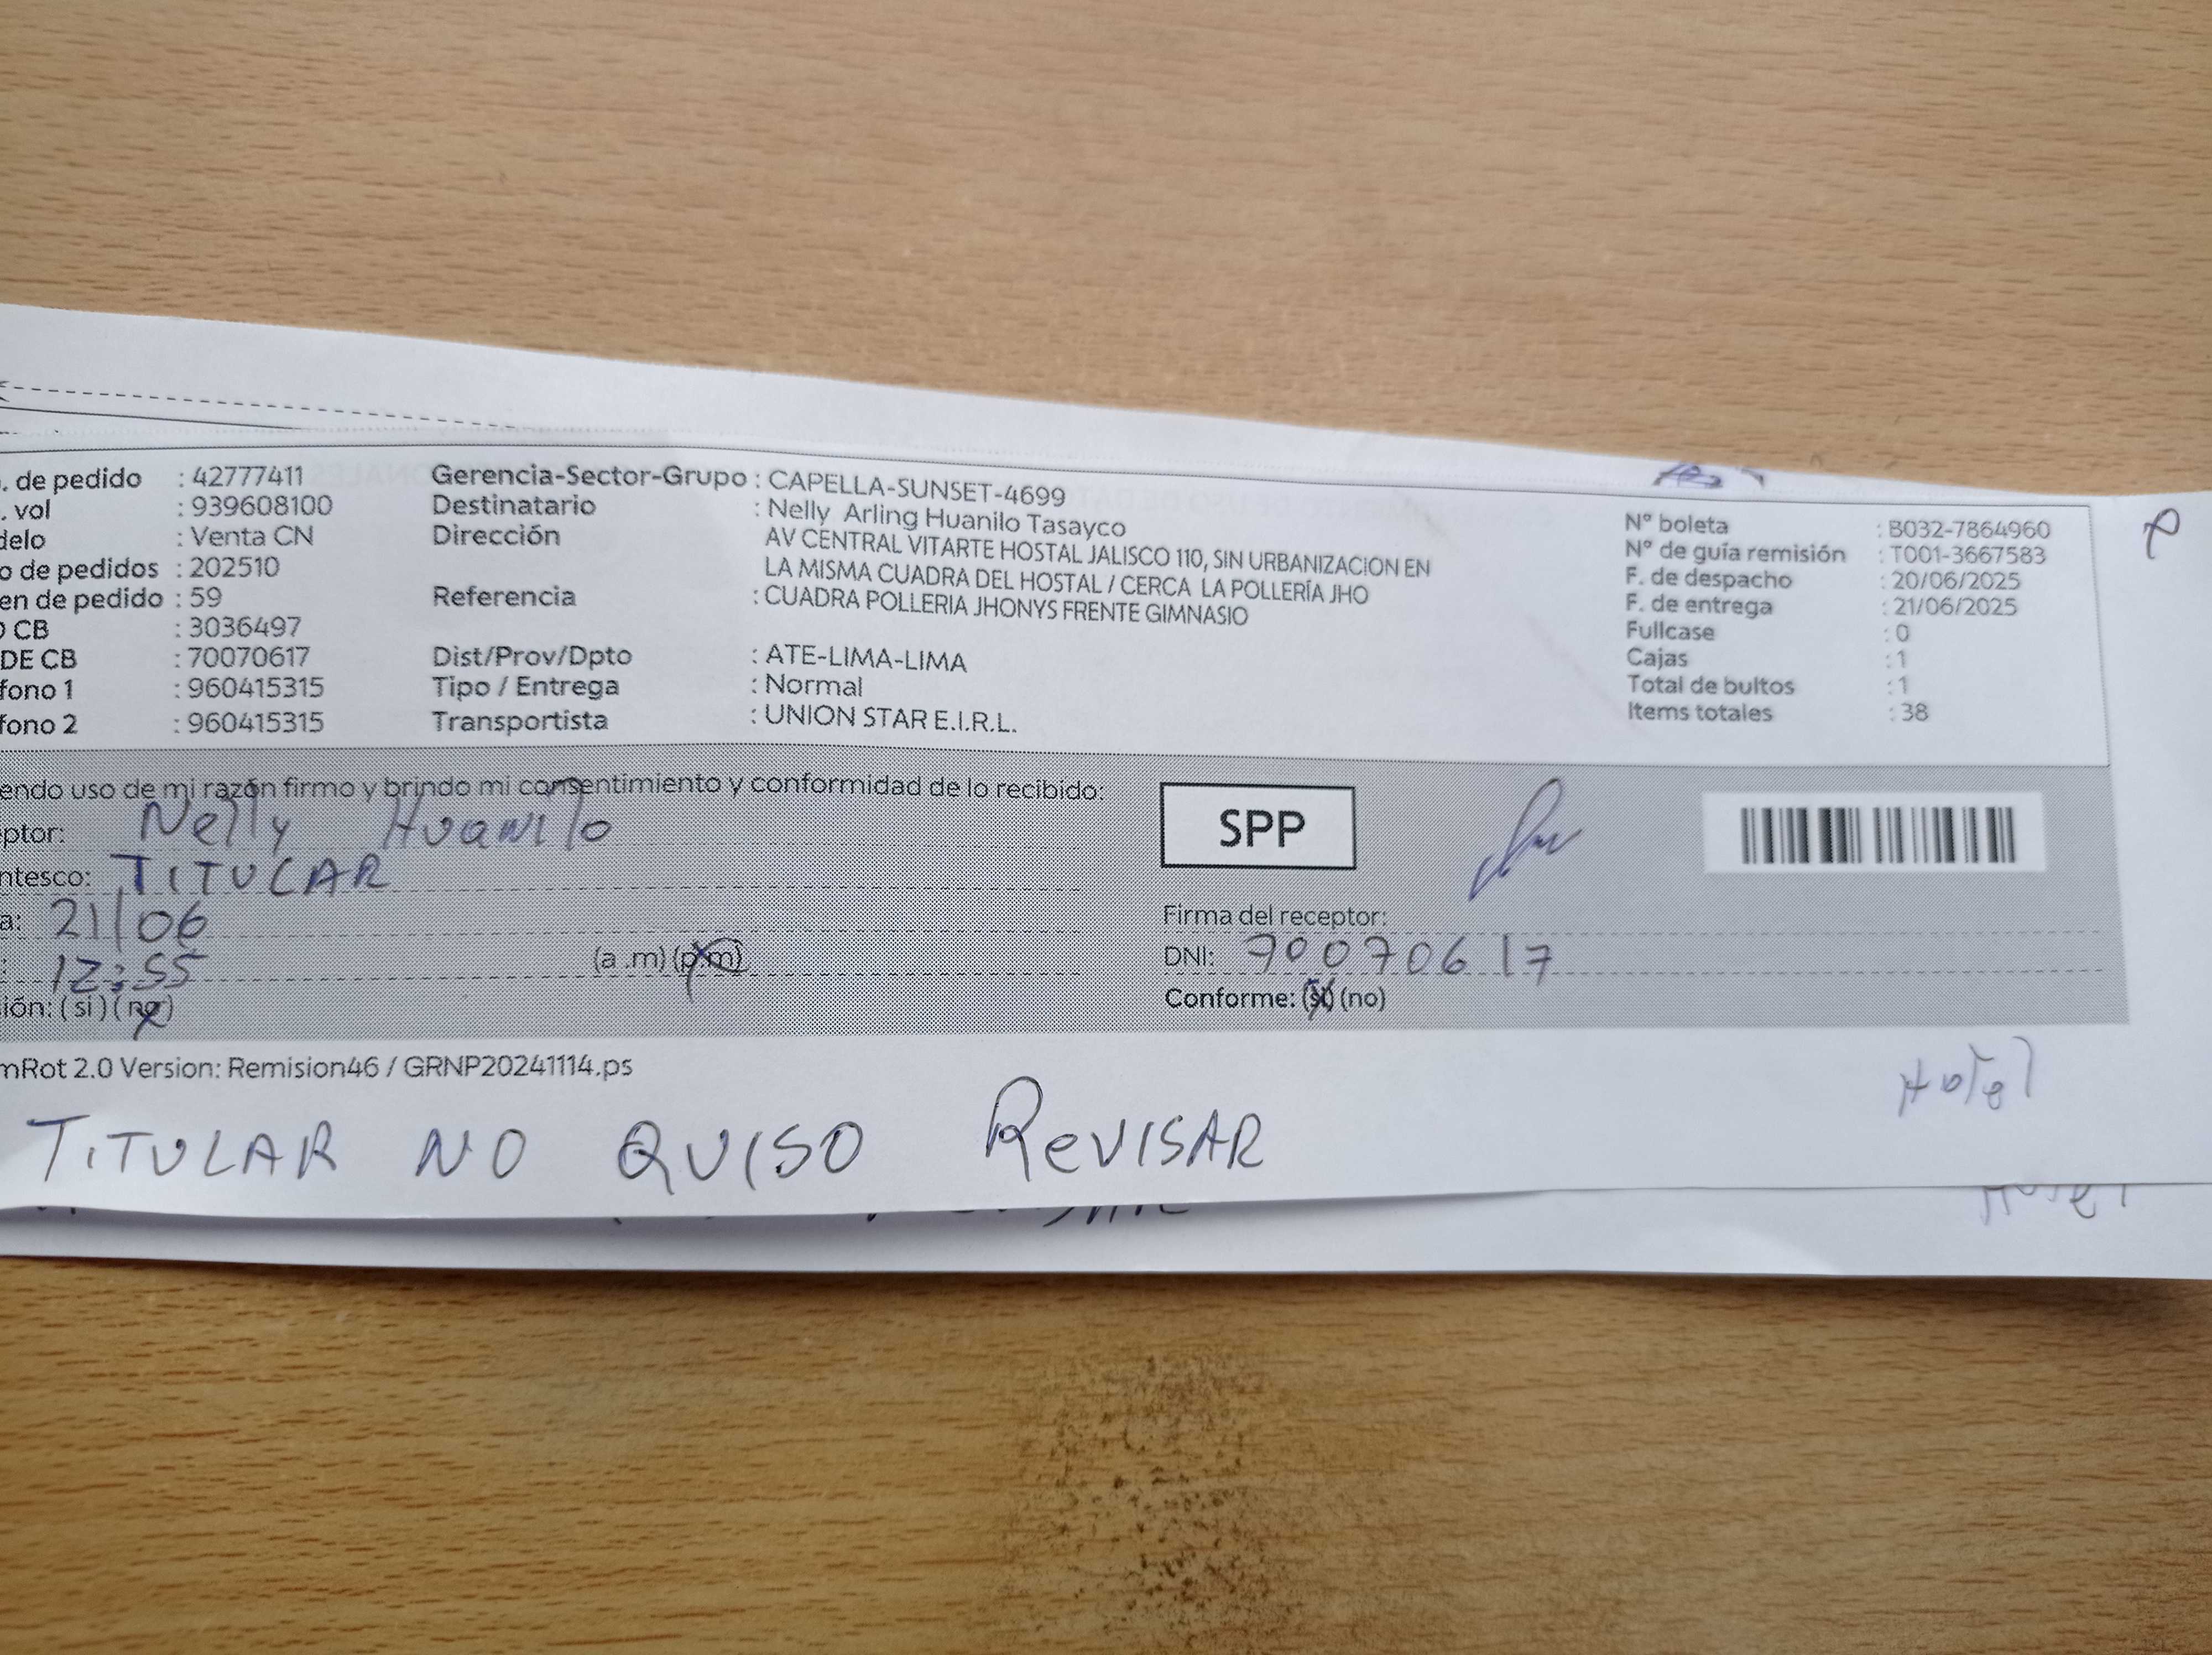 . de pedido : 42777411
. vol : 939608100
delo : Venta CN
o de pedidos : 202510
en de pedido : 59
O CB : 3036497
DE CB : 70070617
fono 1 : 960415315
fono 2 : 960415315
Gerencia-Sector-Grupo : CAPELLA-SUNSET-4699
Destinatario : Nelly Arling Huanilo Tasayco
Dirección AV CENTRAL VITARTE HOSTAL JALISCO 110, SIN URBANIZACION EN
LA MISMA CUADRA DEL HOSTAL / CERCA LA POLLERÍA JHO
Referencia : CUADRA POLLERIA JHONYS FRENTE GIMNASIO
Dist/Prov/Dpto : ATE-LIMA-LIMA
Tipo / Entrega : Normal
Transportista : UNION STAR E.I.R.L.
N° boleta : B032-7864960
N° de guía remisión : T001-3667583
F. de despacho : 20/06/2025
F. de entrega : 21/06/2025
Fullcase : 0
Cajas : 1
Total de bultos : 1
Items totales : 38
endo uso de mi razón firmo y brindo mi consentimiento y conformidad de lo recibido:
ptor: Nelly Huanilo
ntesco: TITULAR
a: 21/06
: 12:55 (a .m) (p.m)
ión: ( si ) ( no )
SPP
Firma del receptor:
DNI: 70070617
Conforme: (si) (no)
mRot 2.0 Version: Remision46 / GRNP20241114.ps
Hotel
TITULAR NO QUISO ReVISAR